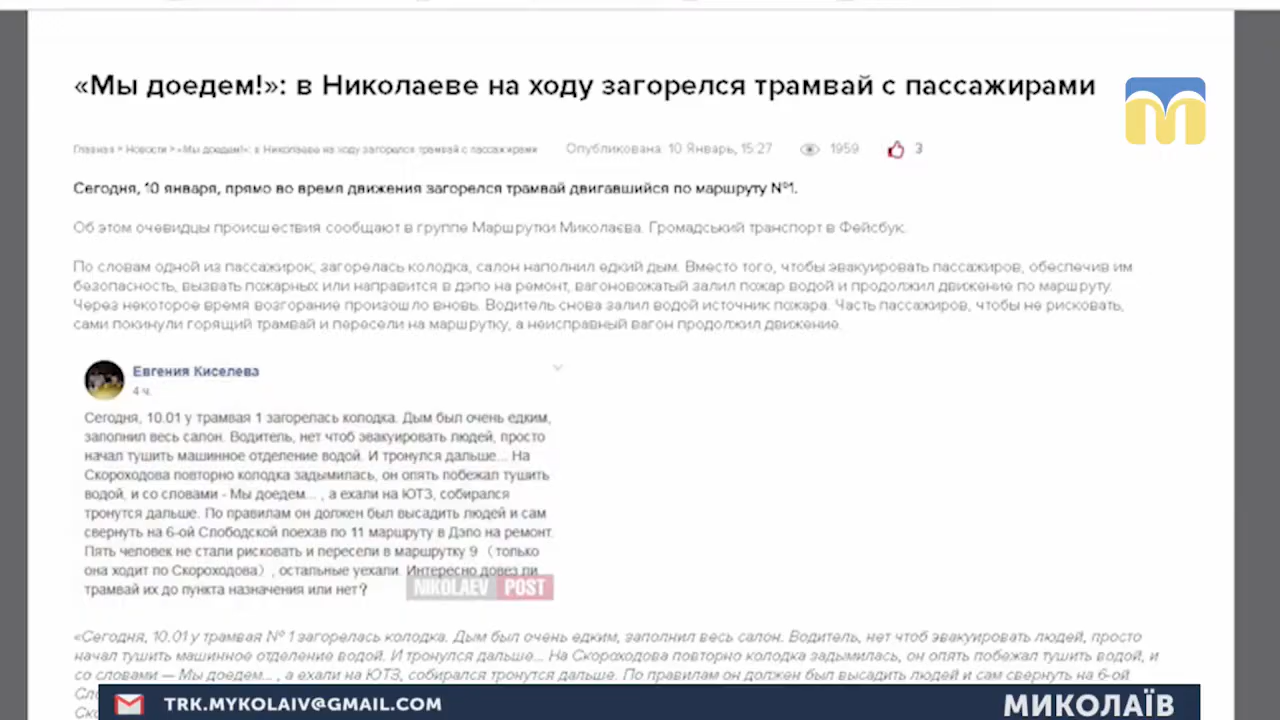 «Мы доедем!»: в Николаеве на ходу загорелся трамвай с пассажирами
Главная > Новости > «Мы доедем!»: в Николаеве на ходу загорелся трамвай с пассажирами
Опубликована: 10 Январь, 15:27
1959
3
Сегодня, 10 января, прямо во время движения загорелся трамвай двигавшийся по маршруту №1.
Об этом очевидцы происшествия сообщают в группе Маршрутки Миколаєва. Громадський транспорт в Фейсбук.
По словам одной из пассажирок, загорелась колодка, салон наполнил едкий дым. Вместо того, чтобы эвакуировать пассажиров, обеспечив им
безопасность, вызвать пожарных или направится в дэпо на ремонт, вагоновожатый залил пожар водой и продолжил движение по маршруту.
Через некоторое время возгорание произошло вновь. Водитель снова залил водой источник пожара. Часть пассажиров, чтобы не рисковать,
сами покинули горящий трамвай и пересели на маршрутку, а неисправный вагон продолжил движение.
Евгения Киселева
4 ч.
Сегодня, 10.01 у трамвая 1 загорелась колодка. Дым был очень едким,
заполнил весь салон. Водитель, нет чтоб эвакуировать людей, просто
начал тушить машинное отделение водой. И тронулся дальше... На
Скороходова повторно колодка задымилась, он опять побежал тушить
водой, и со словами - Мы доедем... , а ехали на ЮТЗ, собирался
тронутся дальше. По правилам он должен был высадить людей и сам
свернуть на 6-ой Слободской поехав по 11 маршруту в Дэпо на ремонт.
Пять человек не стали рисковать и пересели в маршрутку 9 (только
она ходит по Скороходова) , остальные уехали. Интересно довез ли
трамвай их до пункта назначения или нет?
NIKOLAEV POST
«Сегодня, 10.01 у трамвая № 1 загорелась колодка. Дым был очень едким, заполнил весь салон. Водитель, нет чтоб эвакуировать людей, просто
начал тушить машинное отделение водой. И тронулся дальше... На Скороходова повторно колодка задымилась, он опять побежал тушить водой, и
со словами — Мы доедем... , а ехали на ЮТЗ, собирался тронутся дальше. По правилам он должен был высадить людей и сам свернуть на 6-ой
TRK.MYKOLAIV@GMAIL.COM
МИКОЛАЇВ